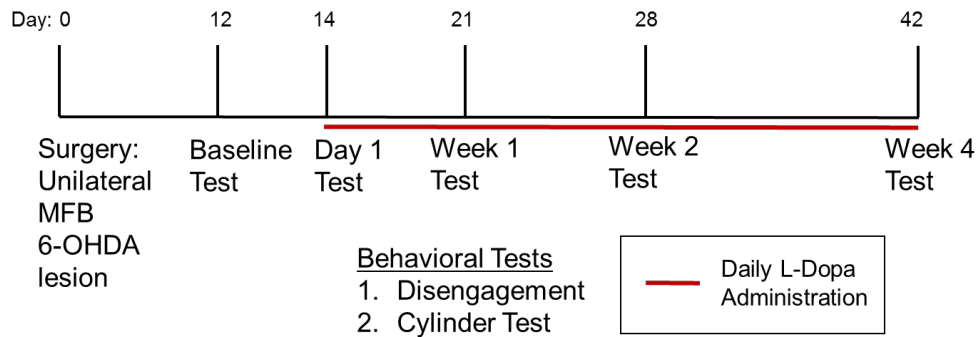 Day: 0 12 14 21 28 42
Surgery:
Unilateral
MFB
6-OHDA
lesion
Baseline
Test
Day 1
Test
Week 1
Test
Week 2
Test
Week 4
Test
Behavioral Tests
1. Disengagement
2. Cylinder Test
Daily L-Dopa
Administration